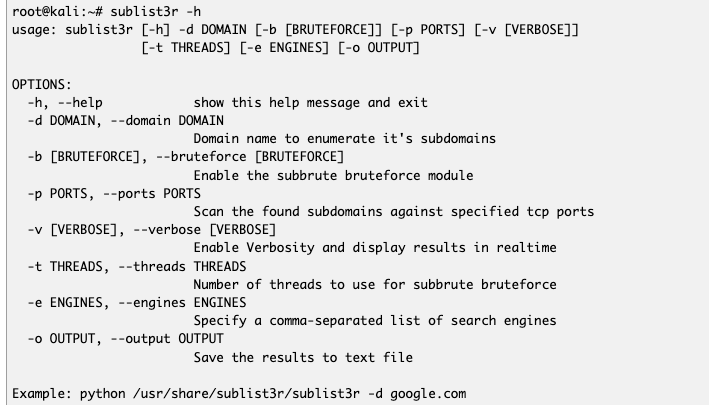 root@kali:~# sublist3r -h
usage: sublist3r [-h] -d DOMAIN [-b [BRUTEFORCE]] [-p PORTS] [-v [VERBOSE]]
                 [-t THREADS] [-e ENGINES] [-o OUTPUT]

OPTIONS:
  -h, --help            show this help message and exit
  -d DOMAIN, --domain DOMAIN
                        Domain name to enumerate it's subdomains
  -b [BRUTEFORCE], --bruteforce [BRUTEFORCE]
                        Enable the subbrute bruteforce module
  -p PORTS, --ports PORTS
                        Scan the found subdomains against specified tcp ports
  -v [VERBOSE], --verbose [VERBOSE]
                        Enable Verbosity and display results in realtime
  -t THREADS, --threads THREADS
                        Number of threads to use for subbrute bruteforce
  -e ENGINES, --engines ENGINES
                        Specify a comma-separated list of search engines
  -o OUTPUT, --output OUTPUT
                        Save the results to text file

Example: python /usr/share/sublist3r/sublist3r -d google.com